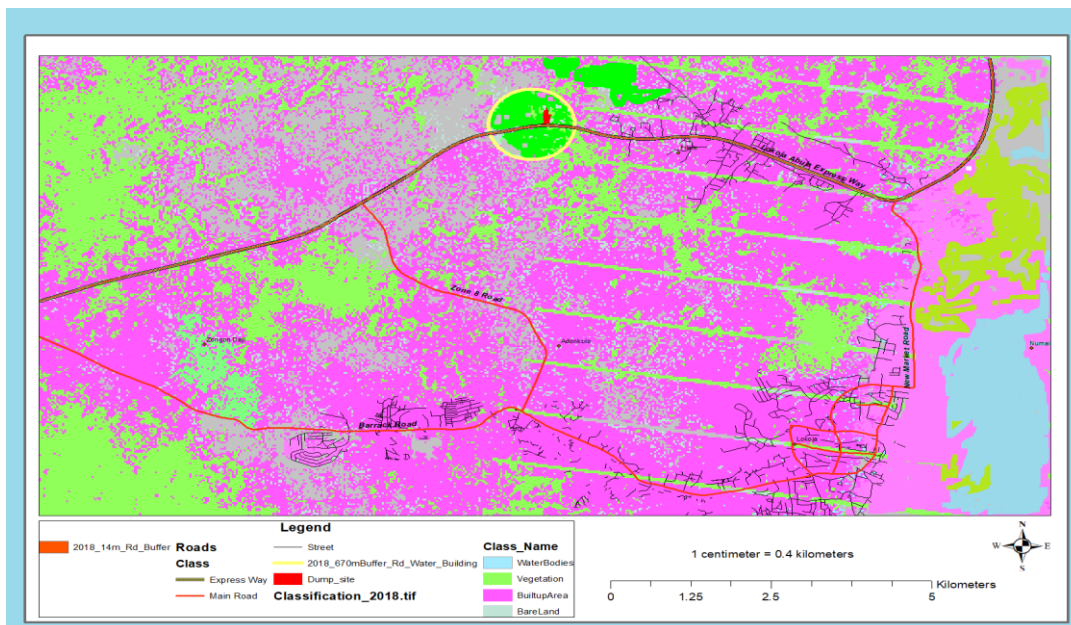 Lokoja Abuja Express Way
Zone 8 Road
Adankolo
Numai
New Market Road
Barrack Road
Lokoja
Legend
2018_14m_Rd_Buffer
Roads
Class
Express Way
Main Road
Street
2018_670mBuffer_Rd_Water_Building
Dump_site
Classification_2018.tif
Class_Name
WaterBodies
Vegetation
BuiltupArea
BareLand
1 centimeter = 0.4 kilometers
N
W
E
S
Kilometers
0 1.25 2.5 5